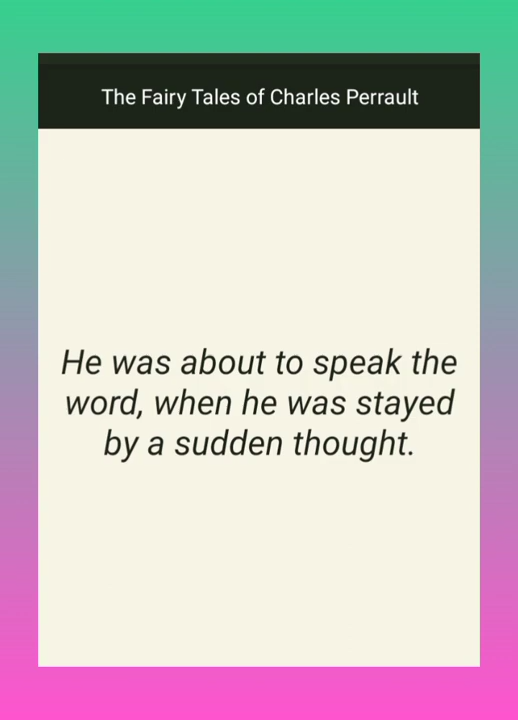 The Fairy Tales of Charles Perrault
He was about to speak the
word, when he was stayed
by a sudden thought.